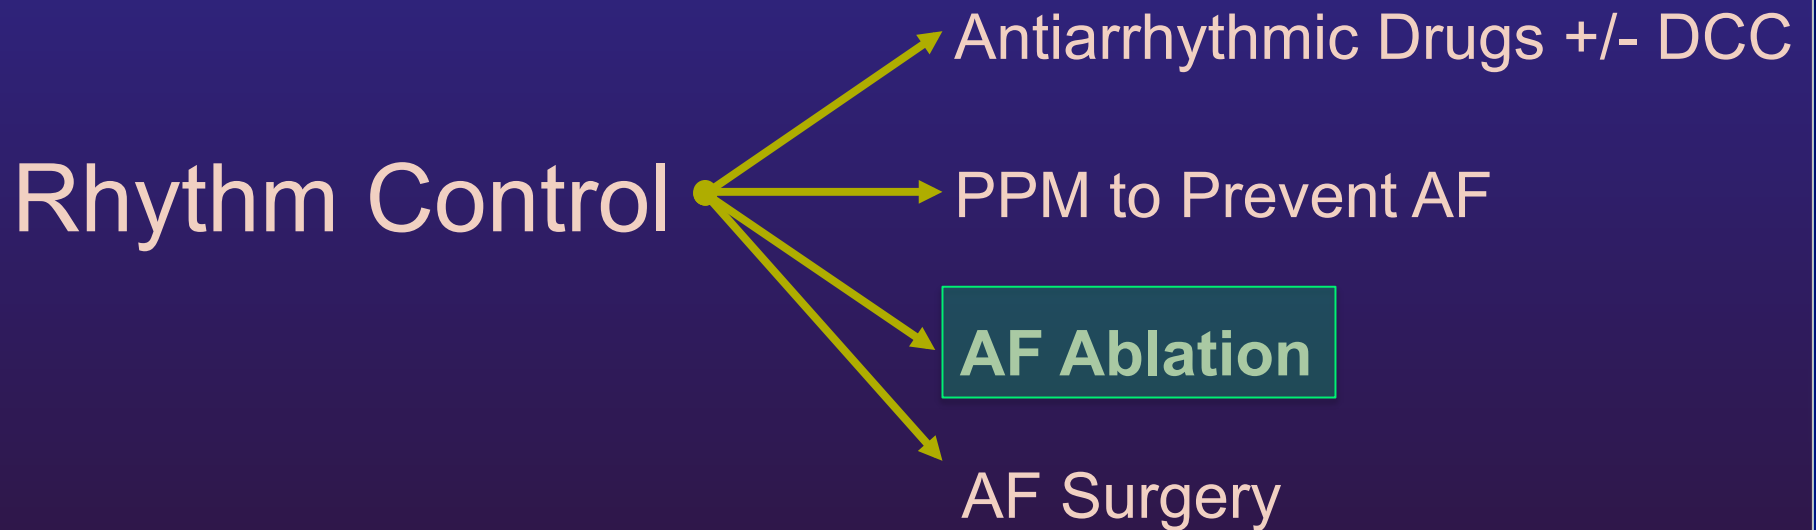 Antiarrhythmic Drugs +/- DCC
Rhythm Control
PPM to Prevent AF
AF Ablation
AF Surgery